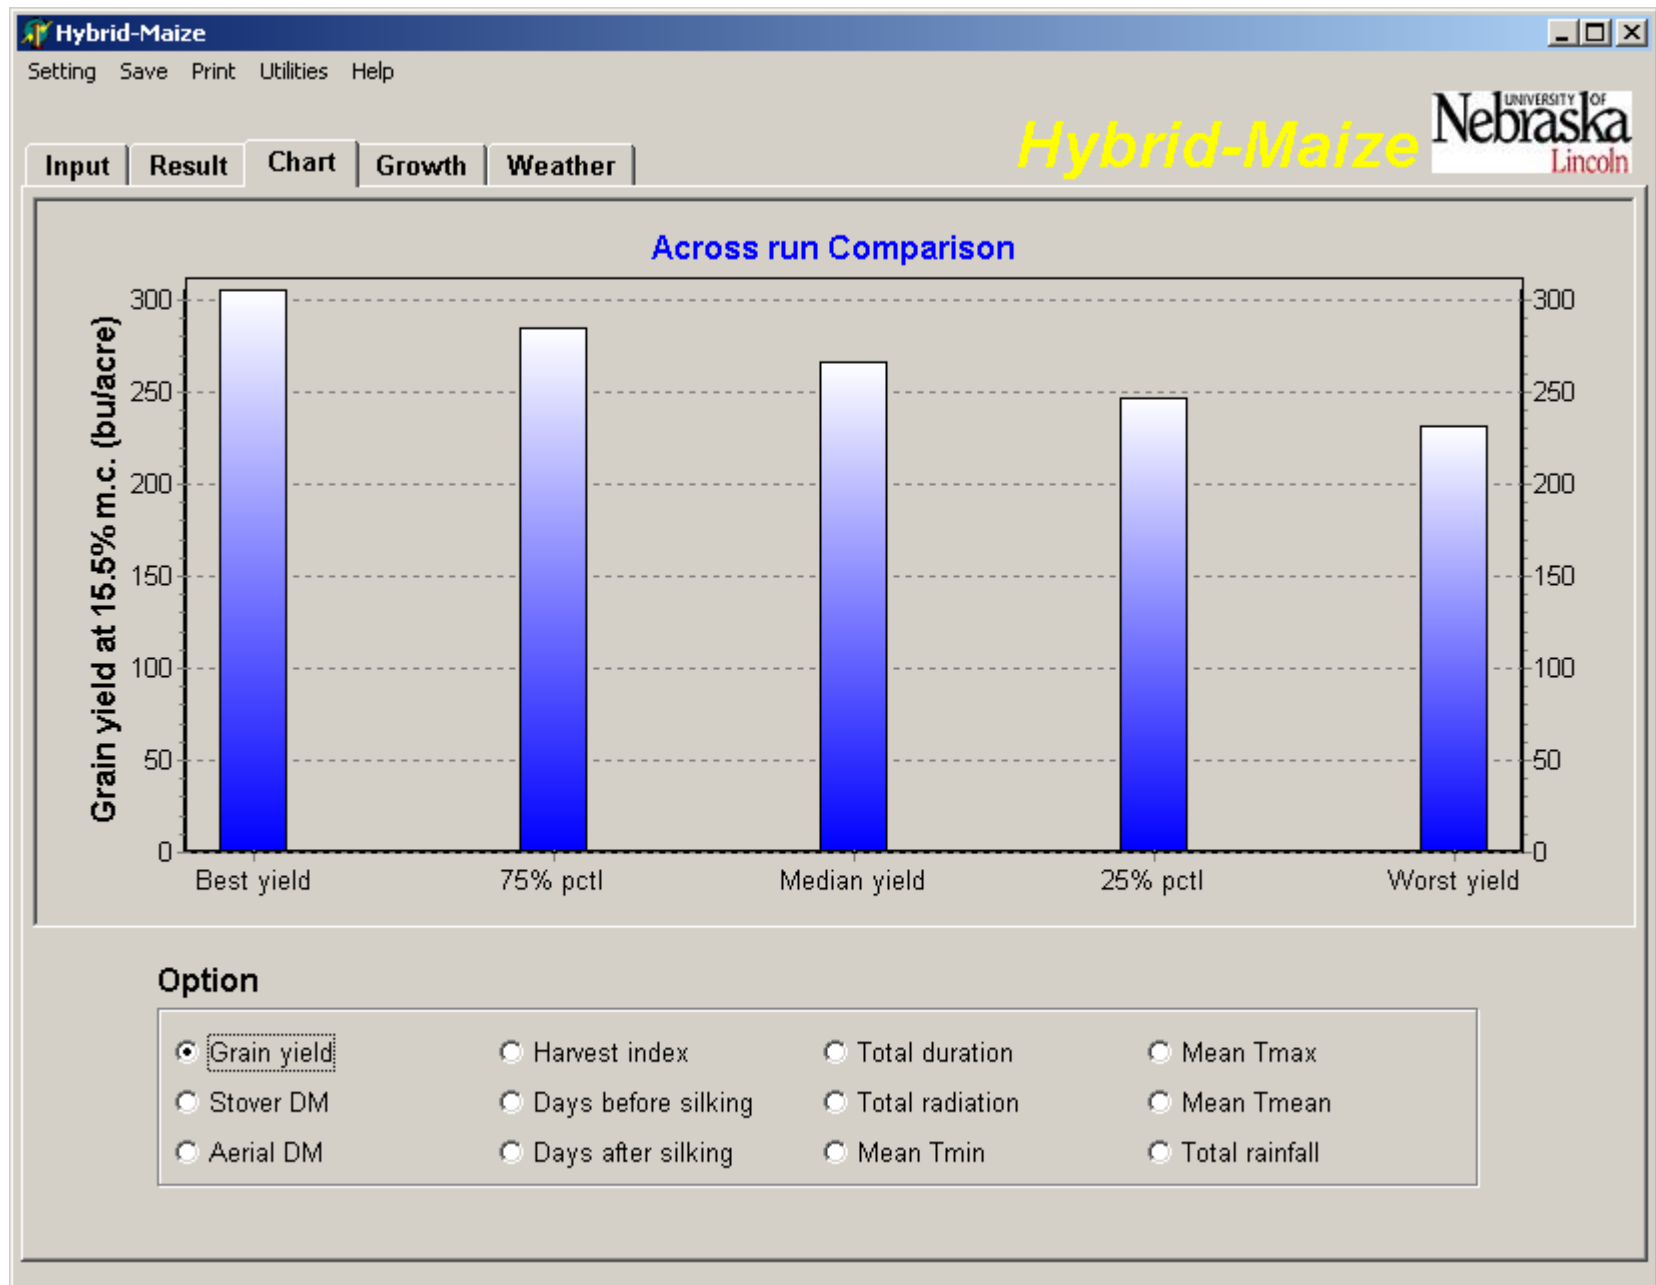 Hybrid-Maize
Setting Save Print Utilities Help
Hybrid-Maize
UNIVERSITY OF
Nebraska
Lincoln
Input Result Chart Growth Weather
Across run Comparison
Grain yield at 15.5% m.c. (bu/acre)
300 300
250 250
200 200
150 150
100 100
50 50
0 0
Best yield 75% pctl Median yield 25% pctl Worst yield
Option
Grain yield Harvest index Total duration Mean Tmax
Stover DM Days before silking Total radiation Mean Tmean
Aerial DM Days after silking Mean Tmin Total rainfall